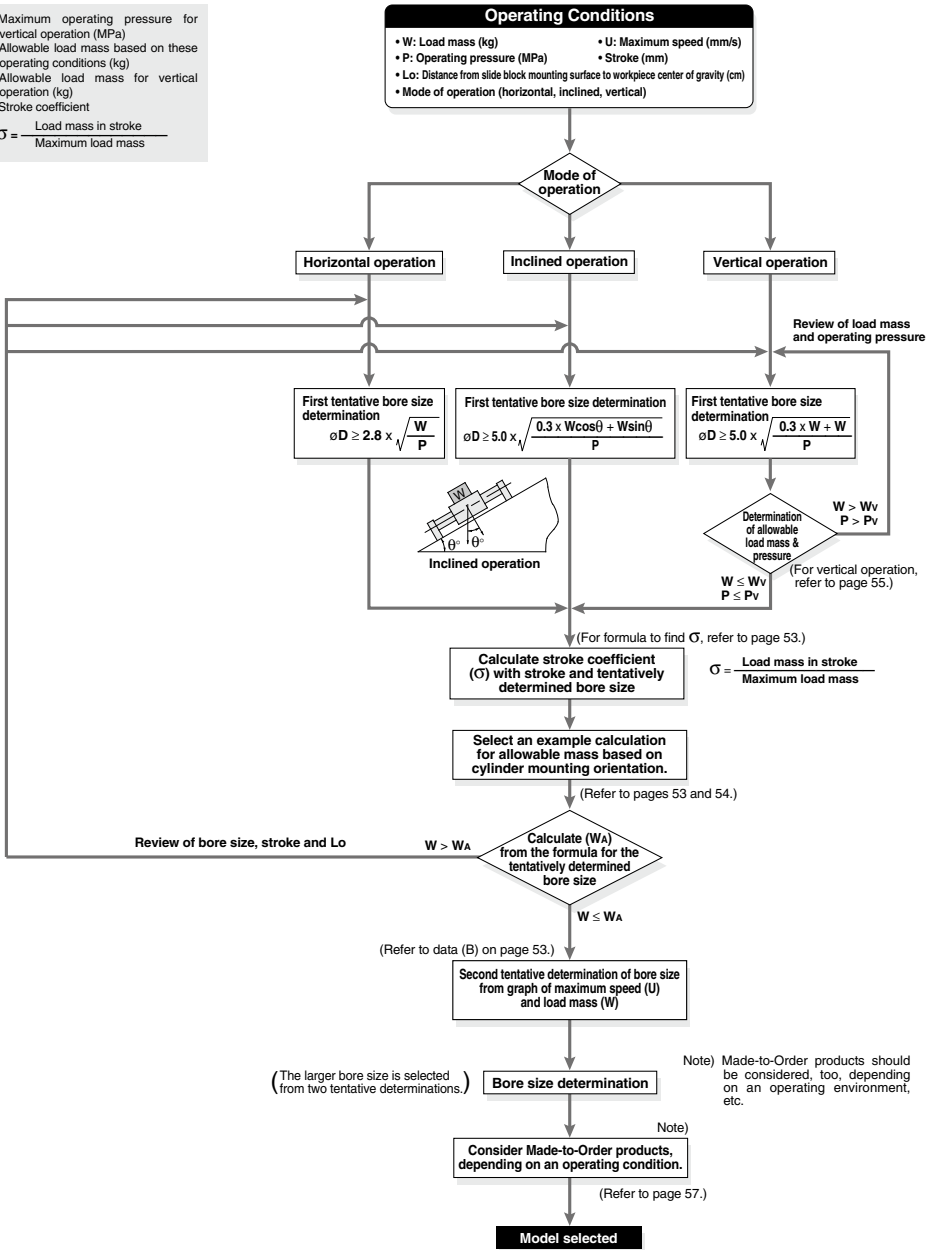 Maximum operating pressure for
vertical operation (MPa)
Allowable load mass based on these
operating conditions (kg)
Allowable load mass for vertical
operation (kg)
Stroke coefficient
σ = Load mass in stroke
Maximum load mass
Operating Conditions
• W: Load mass (kg) • U: Maximum speed (mm/s)
• P: Operating pressure (MPa) • Stroke (mm)
• Lo: Distance from slide block mounting surface to workpiece center of gravity (cm)
• Mode of operation (horizontal, inclined, vertical)
Mode of
operation
Horizontal operation
Inclined operation
Vertical operation
Review of load mass
and operating pressure
First tentative bore size
determination
øD ≥ 2.8 x √ W
P
First tentative bore size determination
øD ≥ 5.0 x √ 0.3 x Wcosθ + Wsinθ
P
First tentative bore size
determination
øD ≥ 5.0 x √ 0.3 x W + W
P
W
θ° θ°
Inclined operation
Determination
of allowable
load mass &
pressure
W > Wv
P > Pv
(For vertical operation,
refer to page 55.)
W ≤ Wv
P ≤ Pv
(For formula to find σ, refer to page 53.)
Calculate stroke coefficient
(σ) with stroke and tentatively
determined bore size
σ = Load mass in stroke
Maximum load mass
Select an example calculation
for allowable mass based on
cylinder mounting orientation.
(Refer to pages 53 and 54.)
Review of bore size, stroke and Lo
W > WA
Calculate (WA)
from the formula for the
tentatively determined
bore size
W ≤ WA
(Refer to data (B) on page 53.)
Second tentative determination of bore size
from graph of maximum speed (U)
and load mass (W)
(The larger bore size is selected
from two tentative determinations.)
Bore size determination
Note) Made-to-Order products should
be considered, too, depending
on an operating environment,
etc.
Note)
Consider Made-to-Order products,
depending on an operating condition.
(Refer to page 57.)
Model selected